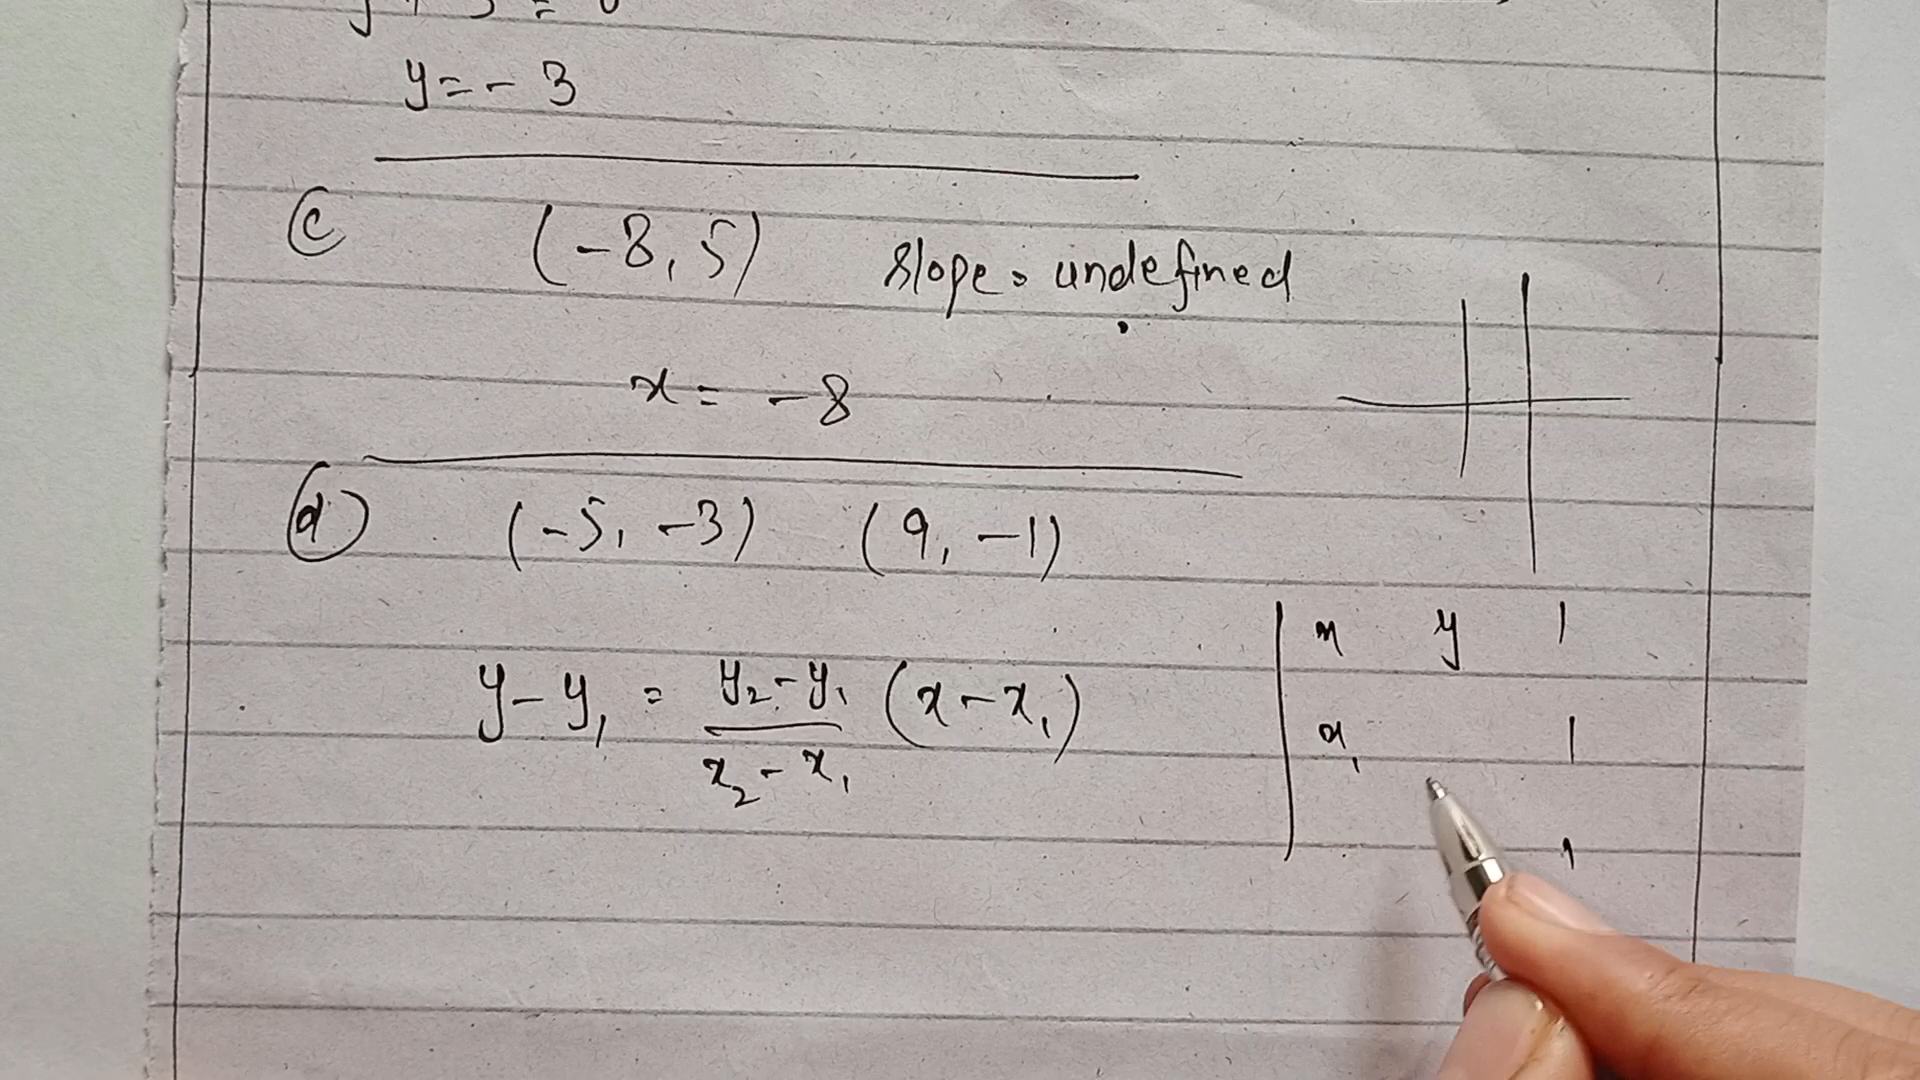 y = - 3
(c) (-8, 5) Slope = undefined
x = -8
(d) (-5, -3) (9, -1)
y - y₁ = y₂ - y₁ / x₂ - x₁ (x - x₁)
x y 1
x₁ 1
1